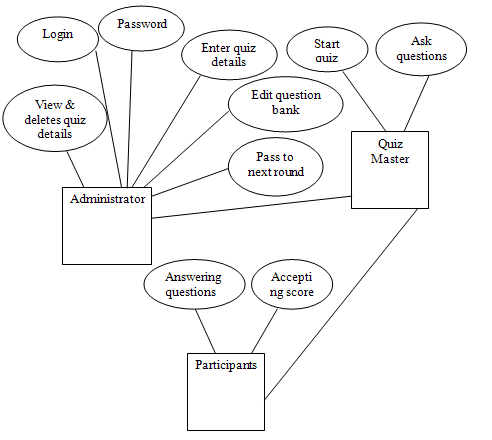 Login
Password
Enter quiz
details
Start
quiz
Ask
questions
View &
deletes quiz
details
Edit question
bank
Pass to
next round
Quiz
Master
Administrator
Answering
questions
Accepti
ng score
Participants